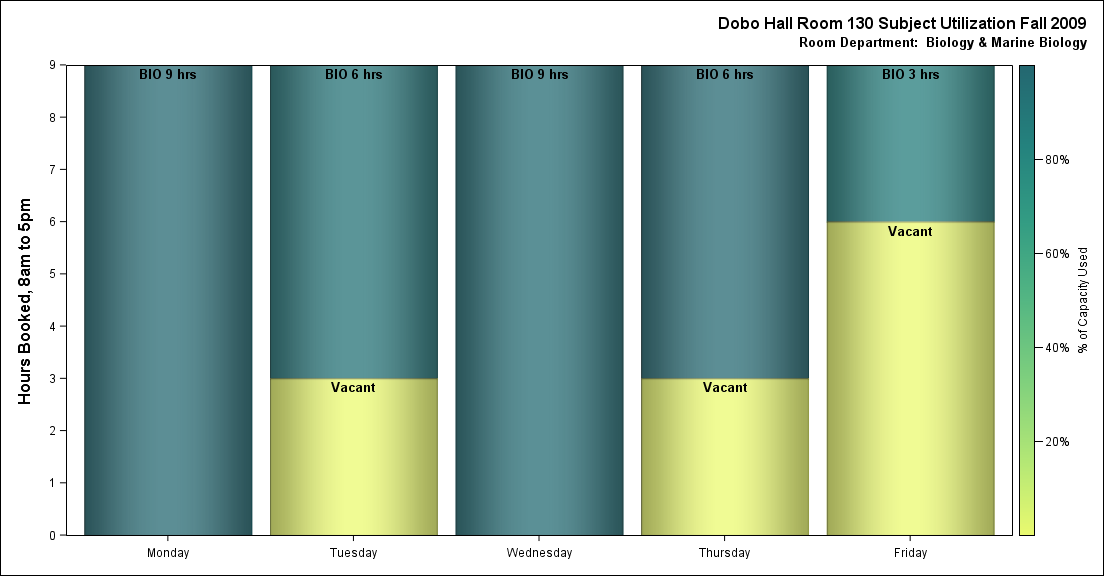 Dobo Hall Room 130 Subject Utilization Fall 2009
Room Department:  Biology & Marine Biology
Hours Booked, 8am to 5pm
9
8
7
6
5
4
3
2
1
0
BIO 9 hrs
BIO 6 hrs
BIO 9 hrs
BIO 6 hrs
BIO 3 hrs
Vacant
Vacant
Vacant
Monday
Tuesday
Wednesday
Thursday
Friday
80%
60%
40%
20%
% of Capacity Used